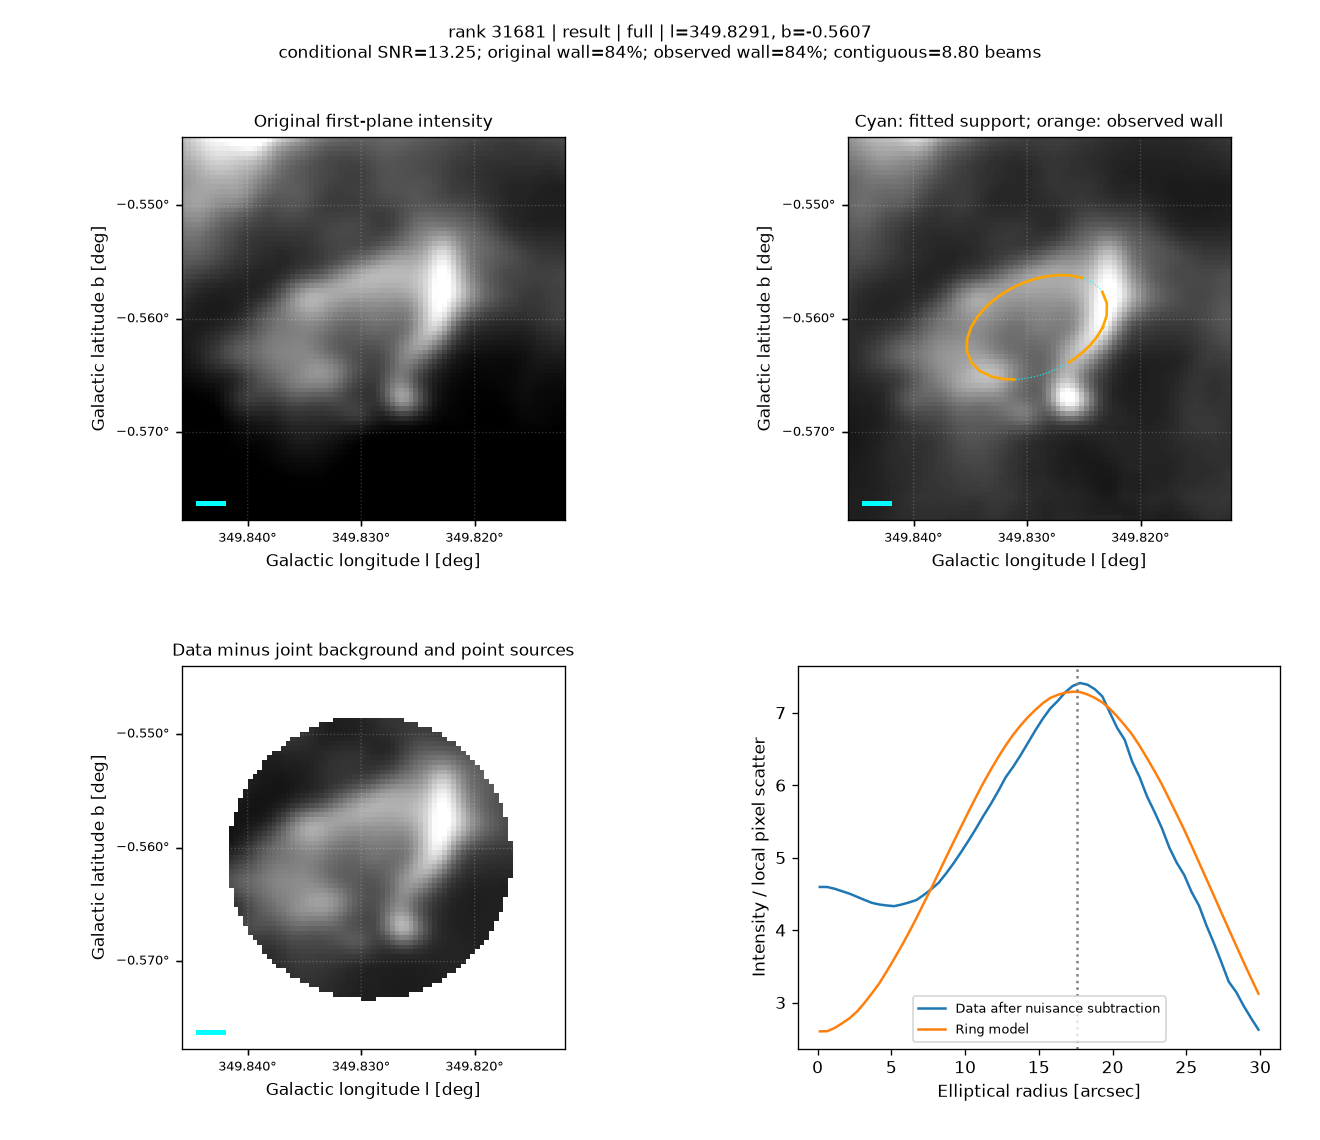 rank 31681 | result | full | l=349.8291, b=-0.5607
conditional SNR=13.25; original wall=84%; observed wall=84%; contiguous=8.80 beams
Original first-plane intensity
−0.550°
−0.560°
−0.570°
Galactic latitude b [deg]
349.840° 349.830° 349.820°
Galactic longitude l [deg]
Cyan: fitted support; orange: observed wall
−0.550°
−0.560°
−0.570°
Galactic latitude b [deg]
349.840° 349.830° 349.820°
Galactic longitude l [deg]
Data minus joint background and point sources
−0.550°
−0.560°
−0.570°
Galactic latitude b [deg]
349.840° 349.830° 349.820°
Galactic longitude l [deg]
7
6
5
4
3
Intensity / local pixel scatter
Data after nuisance subtraction
Ring model
0 5 10 15 20 25 30
Elliptical radius [arcsec]